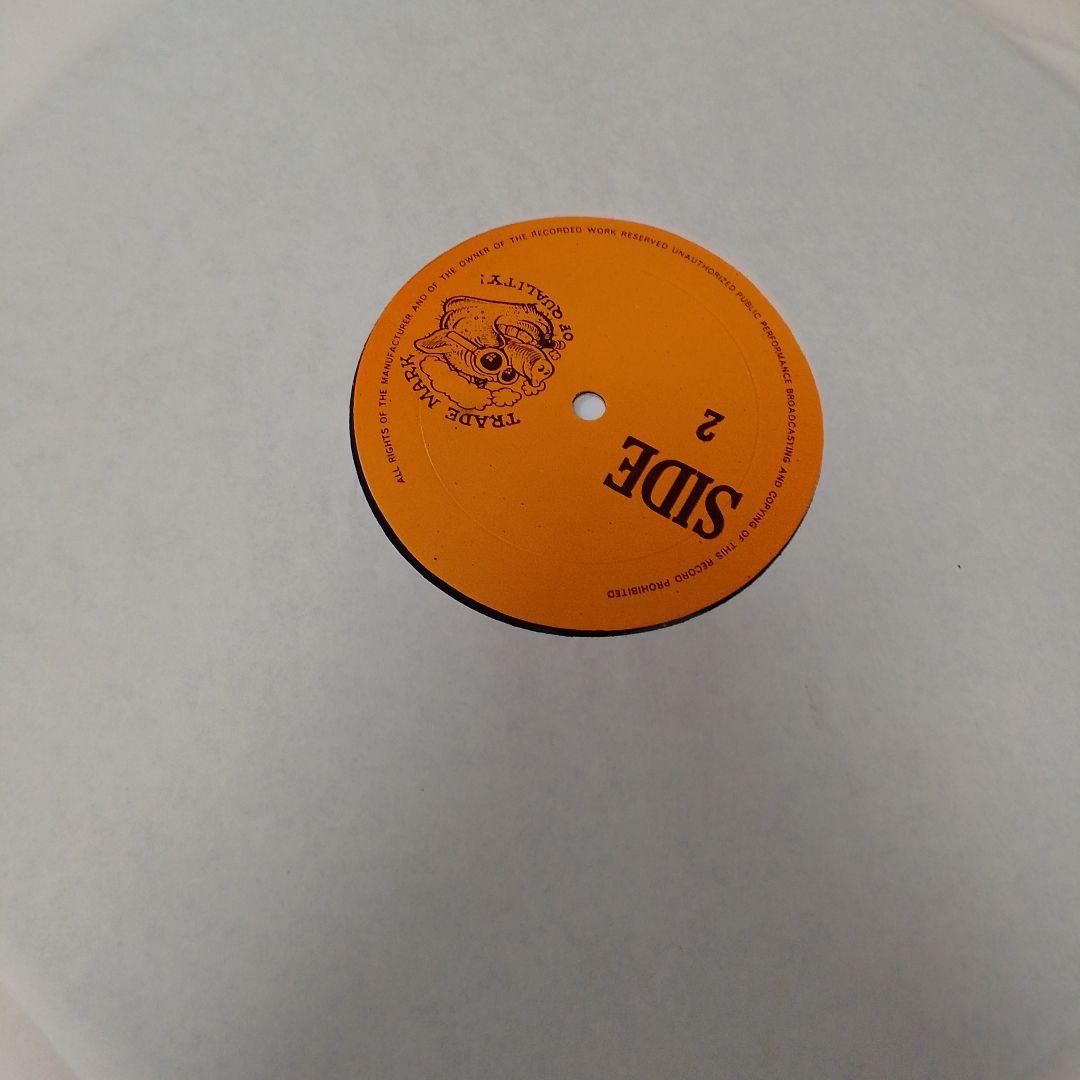 TRADE MARK
OF QUALITY!
SIDE
2
ALL RIGHTS OF THE MANUFACTURER AND OF THE OWNER OF THE RECORDED WORK RESERVED UNAUTHORIZED PUBLIC PERFORMANCE BROADCASTING AND COPYING OF THIS RECORD PROHIBITED